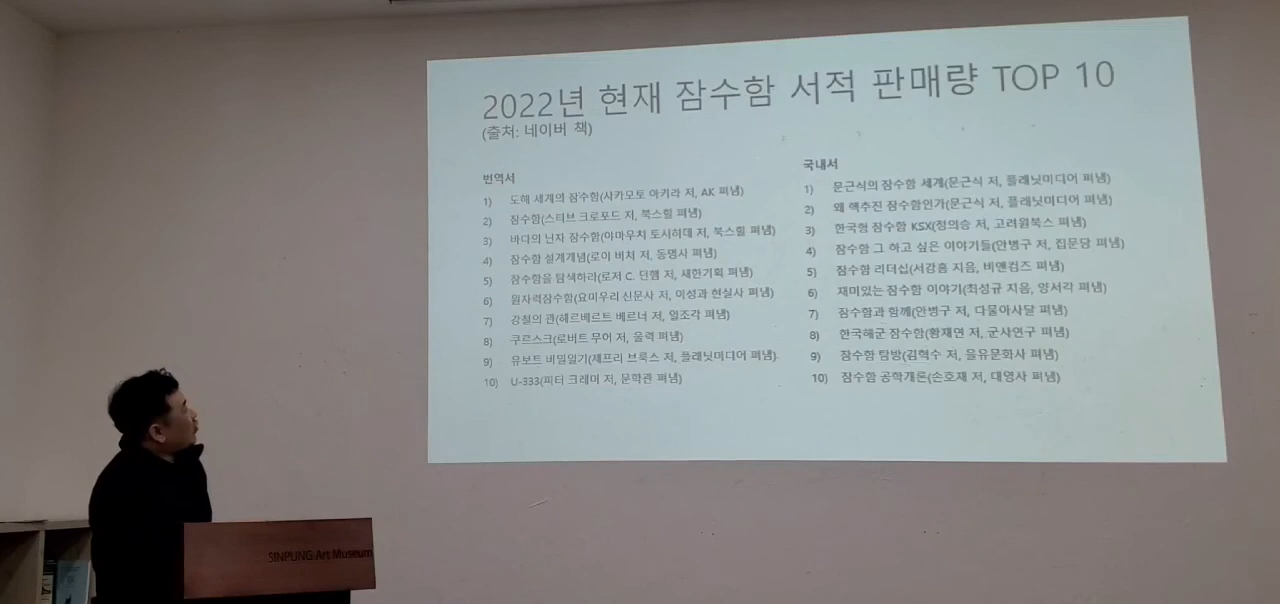 2022년 현재 잠수함 서적 판매량 TOP 10
(출처: 네이버 책)
번역서
1) 도해 세계의 잠수함(사카모토 아키라 저, AK 펴냄)
2) 잠수함(스티브 크로포드 저, 북스힐 펴냄)
3) 바다의 닌자 잠수함(야마우치 토시히데 저, 북스힐 펴냄)
4) 잠수함 설계개념(로이 버처 저, 동명사 펴냄)
5) 잠수함을 탐색하라(로저 C. 단햄 저, 새한기획 펴냄)
6) 원자력잠수함(요미우리 신문사 저, 이성과 현실사 펴냄)
7) 강철의 관(헤르베르트 베르너 저, 일조각 펴냄)
8) 쿠르스크(로버트 무어 저, 울력 펴냄)
9) 유보트 비밀일기(제프리 브룩스 저, 플래닛미디어 펴냄)
10) U-333(피터 크레머 저, 문학관 펴냄)
국내서
1) 문근식의 잠수함 세계(문근식 저, 플래닛미디어 펴냄)
2) 왜 핵추진 잠수함인가(문근식 저, 플래닛미디어 펴냄)
3) 한국형 잠수함 KSX(정의승 저, 고려원북스 펴냄)
4) 잠수함 그 하고 싶은 이야기들(안병구 저, 집문당 펴냄)
5) 잠수함 리더십(서강흠 지음, 비앤컴즈 펴냄)
6) 재미있는 잠수함 이야기(최성규 지음, 양서각 펴냄)
7) 잠수함과 함께(안병구 저, 다물아사달 펴냄)
8) 한국해군 잠수함(황재연 저, 군사연구 펴냄)
9) 잠수함 탐방(김혁수 저, 을유문화사 펴냄)
10) 잠수함 공학개론(손호재 저, 대영사 펴냄)
SINPUNG Art Museum